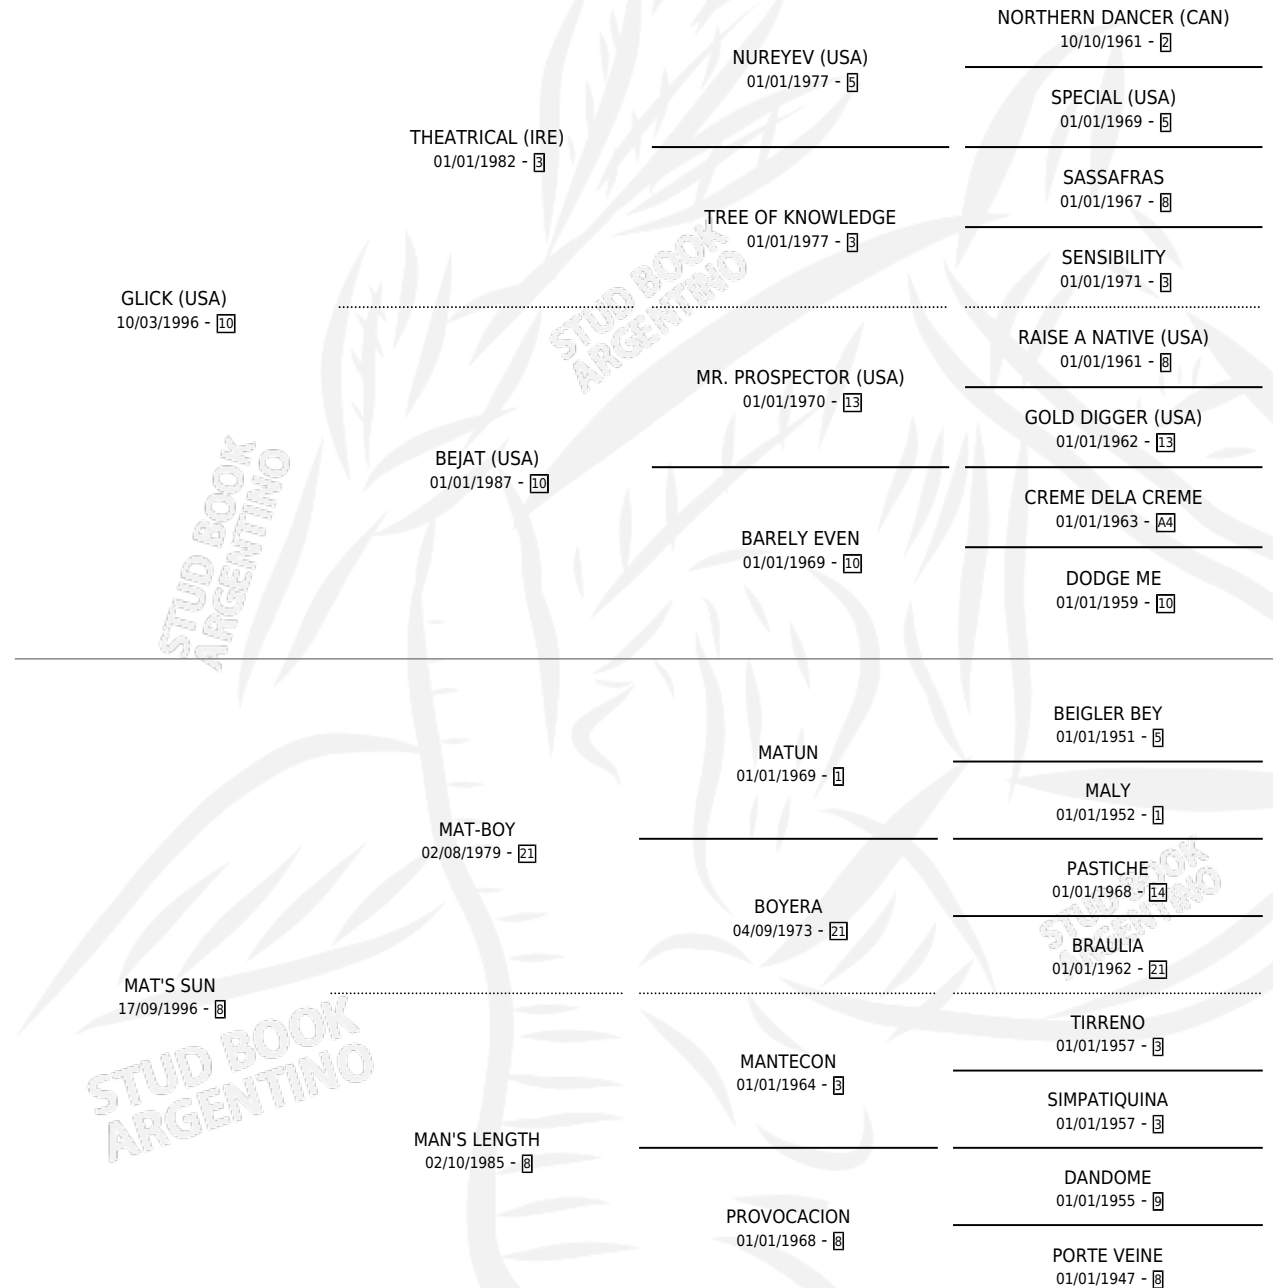 NORTHERN DANCER (CAN)
10/10/1961 - 2
NUREYEV (USA)
01/01/1977 - 5
SPECIAL (USA)
01/01/1969 - 5
THEATRICAL (IRE)
01/01/1982 - 3
SASSAFRAS
01/01/1967 - 8
TREE OF KNOWLEDGE
01/01/1977 - 3
SENSIBILITY
01/01/1971 - 3
GLICK (USA)
10/03/1996 - 10
RAISE A NATIVE (USA)
01/01/1961 - 8
MR. PROSPECTOR (USA)
01/01/1970 - 13
GOLD DIGGER (USA)
01/01/1962 - 13
BEJAT (USA)
01/01/1987 - 10
CREME DELA CREME
01/01/1963 - A4
BARELY EVEN
01/01/1969 - 10
DODGE ME
01/01/1959 - 10
BEIGLER BEY
01/01/1951 - 5
MATUN
01/01/1969 - 1
MALY
01/01/1952 - 1
MAT-BOY
02/08/1979 - 21
PASTICHE
01/01/1968 - 14
BOYERA
04/09/1973 - 21
BRAULIA
01/01/1962 - 21
MAT'S SUN
17/09/1996 - 8
TIRRENO
01/01/1957 - 3
MANTECON
01/01/1964 - 3
SIMPATIQUINA
01/01/1957 - 3
MAN'S LENGTH
02/10/1985 - 8
DANDOME
01/01/1955 - 9
PROVOCACION
01/01/1968 - 8
PORTE VEINE
01/01/1947 - 8
STUD BOOK
ARGENTINO
STUD BOOK
ARGENTINO
STUD BOOK
ARGENTINO
STUD BOOK
ARGENTINO